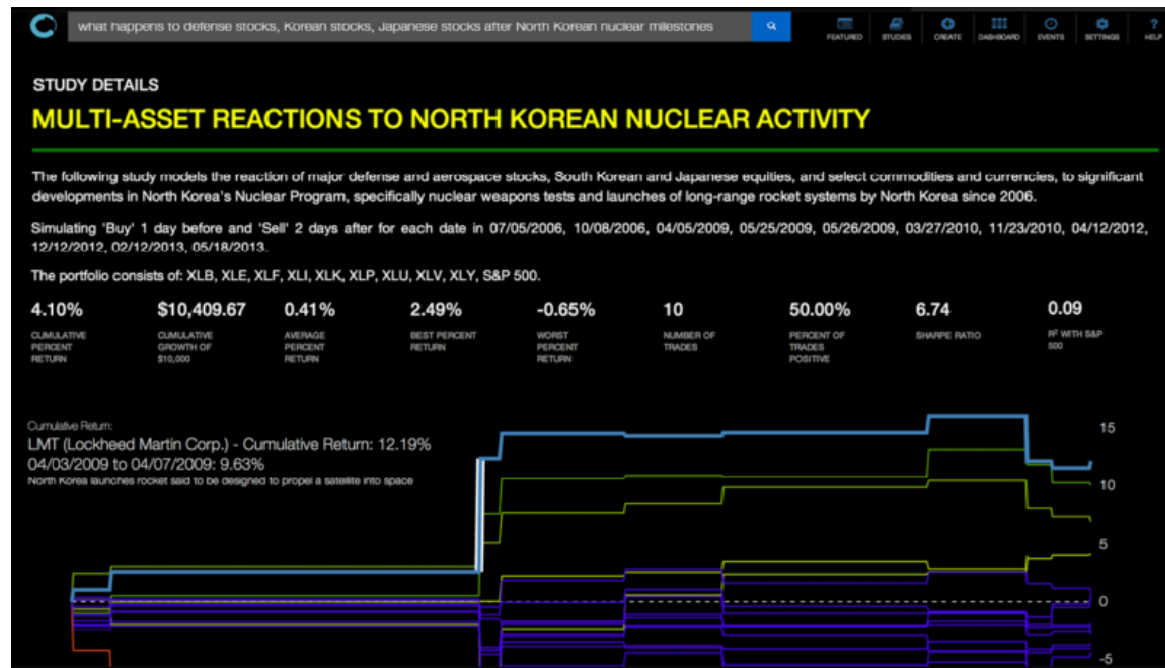 what happens to defense stocks, Korean stocks, Japanese stocks after North Korean nuclear milestones
FEATURED STUDIES CREATE DASHBOARD EVENTS SETTINGS HELP
STUDY DETAILS
MULTI-ASSET REACTIONS TO NORTH KOREAN NUCLEAR ACTIVITY
The following study models the reaction of major defense and aerospace stocks, South Korean and Japanese equities, and select commodities and currencies, to significant
developments in North Korea's Nuclear Program, specifically nuclear weapons tests and launches of long-range rocket systems by North Korea since 2006.
Simulating 'Buy' 1 day before and 'Sell' 2 days after for each date in 07/05/2006, 10/08/2006, 04/05/2009, 05/25/2009, 05/26/2009, 03/27/2010, 11/23/2010, 04/12/2012,
12/12/2012, 02/12/2013, 05/18/2013.
The portfolio consists of: XLB, XLE, XLF, XLI, XLK, XLP, XLU, XLV, XLY, S&P 500.
4.10% $10,409.67 0.41% 2.49% -0.65% 10 50.00% 6.74 0.09
CUMULATIVE CUMULATIVE AVERAGE BEST PERCENT WORST NUMBER OF PERCENT OF SHARPE RATIO R² WITH S&P
PERCENT GROWTH OF PERCENT RETURN PERCENT TRADES TRADES 500
RETURN $10,000 RETURN RETURN POSITIVE
Cumulative Return:
LMT (Lockheed Martin Corp.) - Cumulative Return: 12.19%
04/03/2009 to 04/07/2009: 9.63%
North Korea launches rocket said to be designed to propel a satellite into space
15
10
5
0
-5